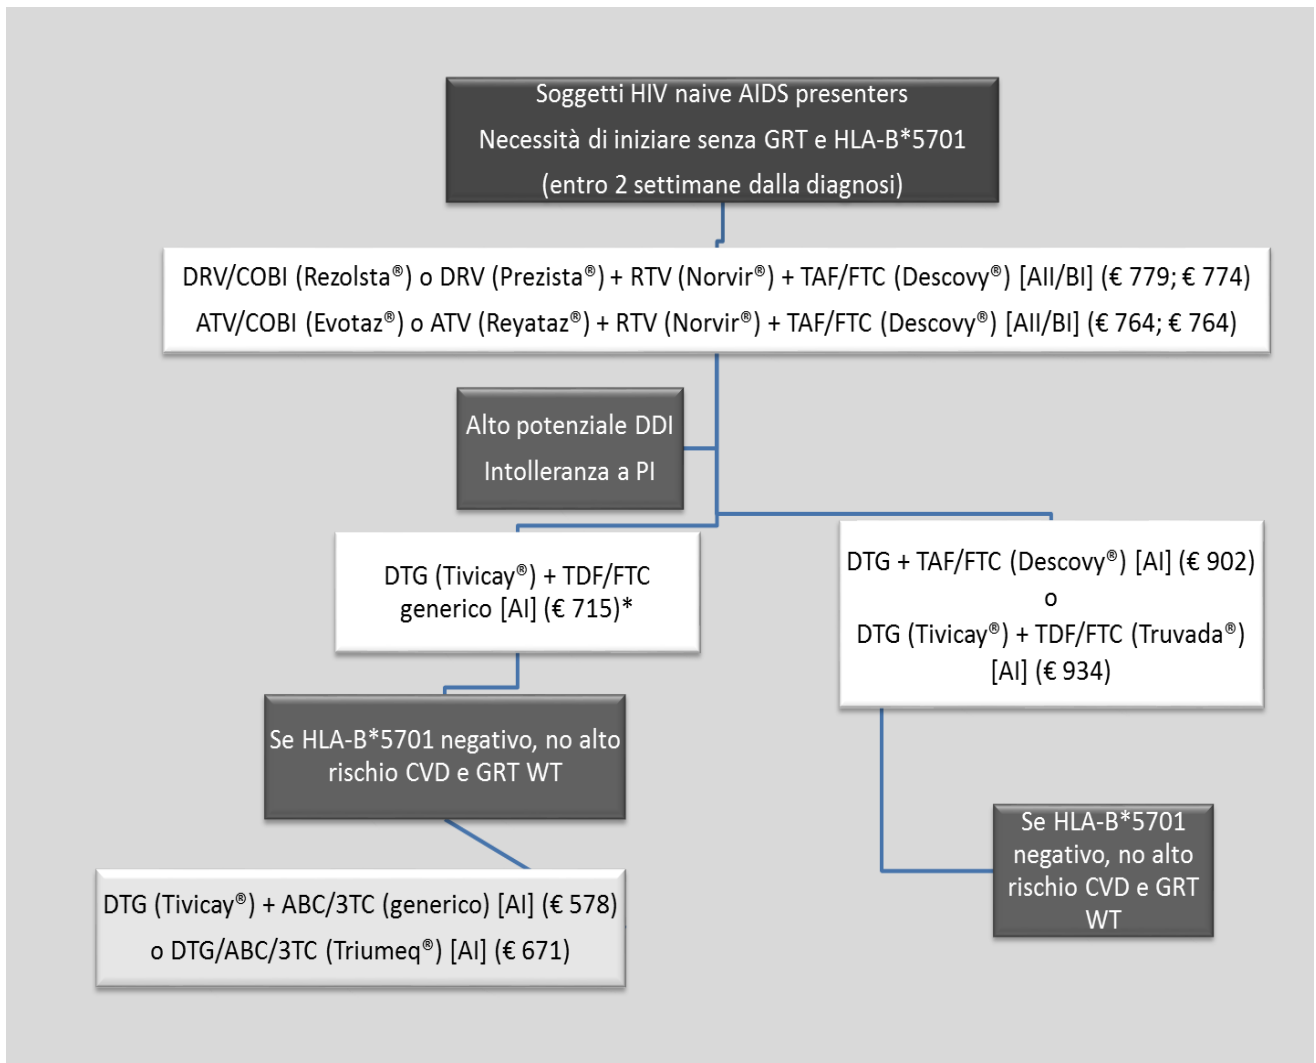 Soggetti HIV naive AIDS presenters
Necessità di iniziare senza GRT e HLA-B*5701
(entro 2 settimane dalla diagnosi)
DRV/COBI (Rezolsta®) o DRV (Prezista®) + RTV (Norvir®) + TAF/FTC (Descovy®) [AII/BI] (€ 779; € 774)
ATV/COBI (Evotaz®) o ATV (Reyataz®) + RTV (Norvir®) + TAF/FTC (Descovy®) [AII/BI] (€ 764; € 764)
Alto potenziale DDI
Intolleranza a PI
DTG (Tivicay®) + TDF/FTC
generico [AI] (€ 715)*
DTG + TAF/FTC (Descovy®) [AI] (€ 902)
o
DTG (Tivicay®) + TDF/FTC (Truvada®)
[AI] (€ 934)
Se HLA-B*5701 negativo, no alto
rischio CVD e GRT WT
Se HLA-B*5701
negativo, no alto
rischio CVD e GRT
WT
DTG (Tivicay®) + ABC/3TC (generico) [AI] (€ 578)
o DTG/ABC/3TC (Triumeq®) [AI] (€ 671)